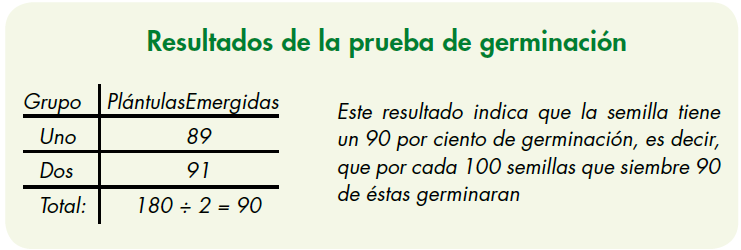 Resultados de la prueba de germinación
Grupo PlántulasEmergidas
Uno 89
Dos 91
Total: 180 ÷ 2 = 90
Este resultado indica que la semilla tiene
un 90 por ciento de germinación, es decir,
que por cada 100 semillas que siembre 90
de éstas germinaran